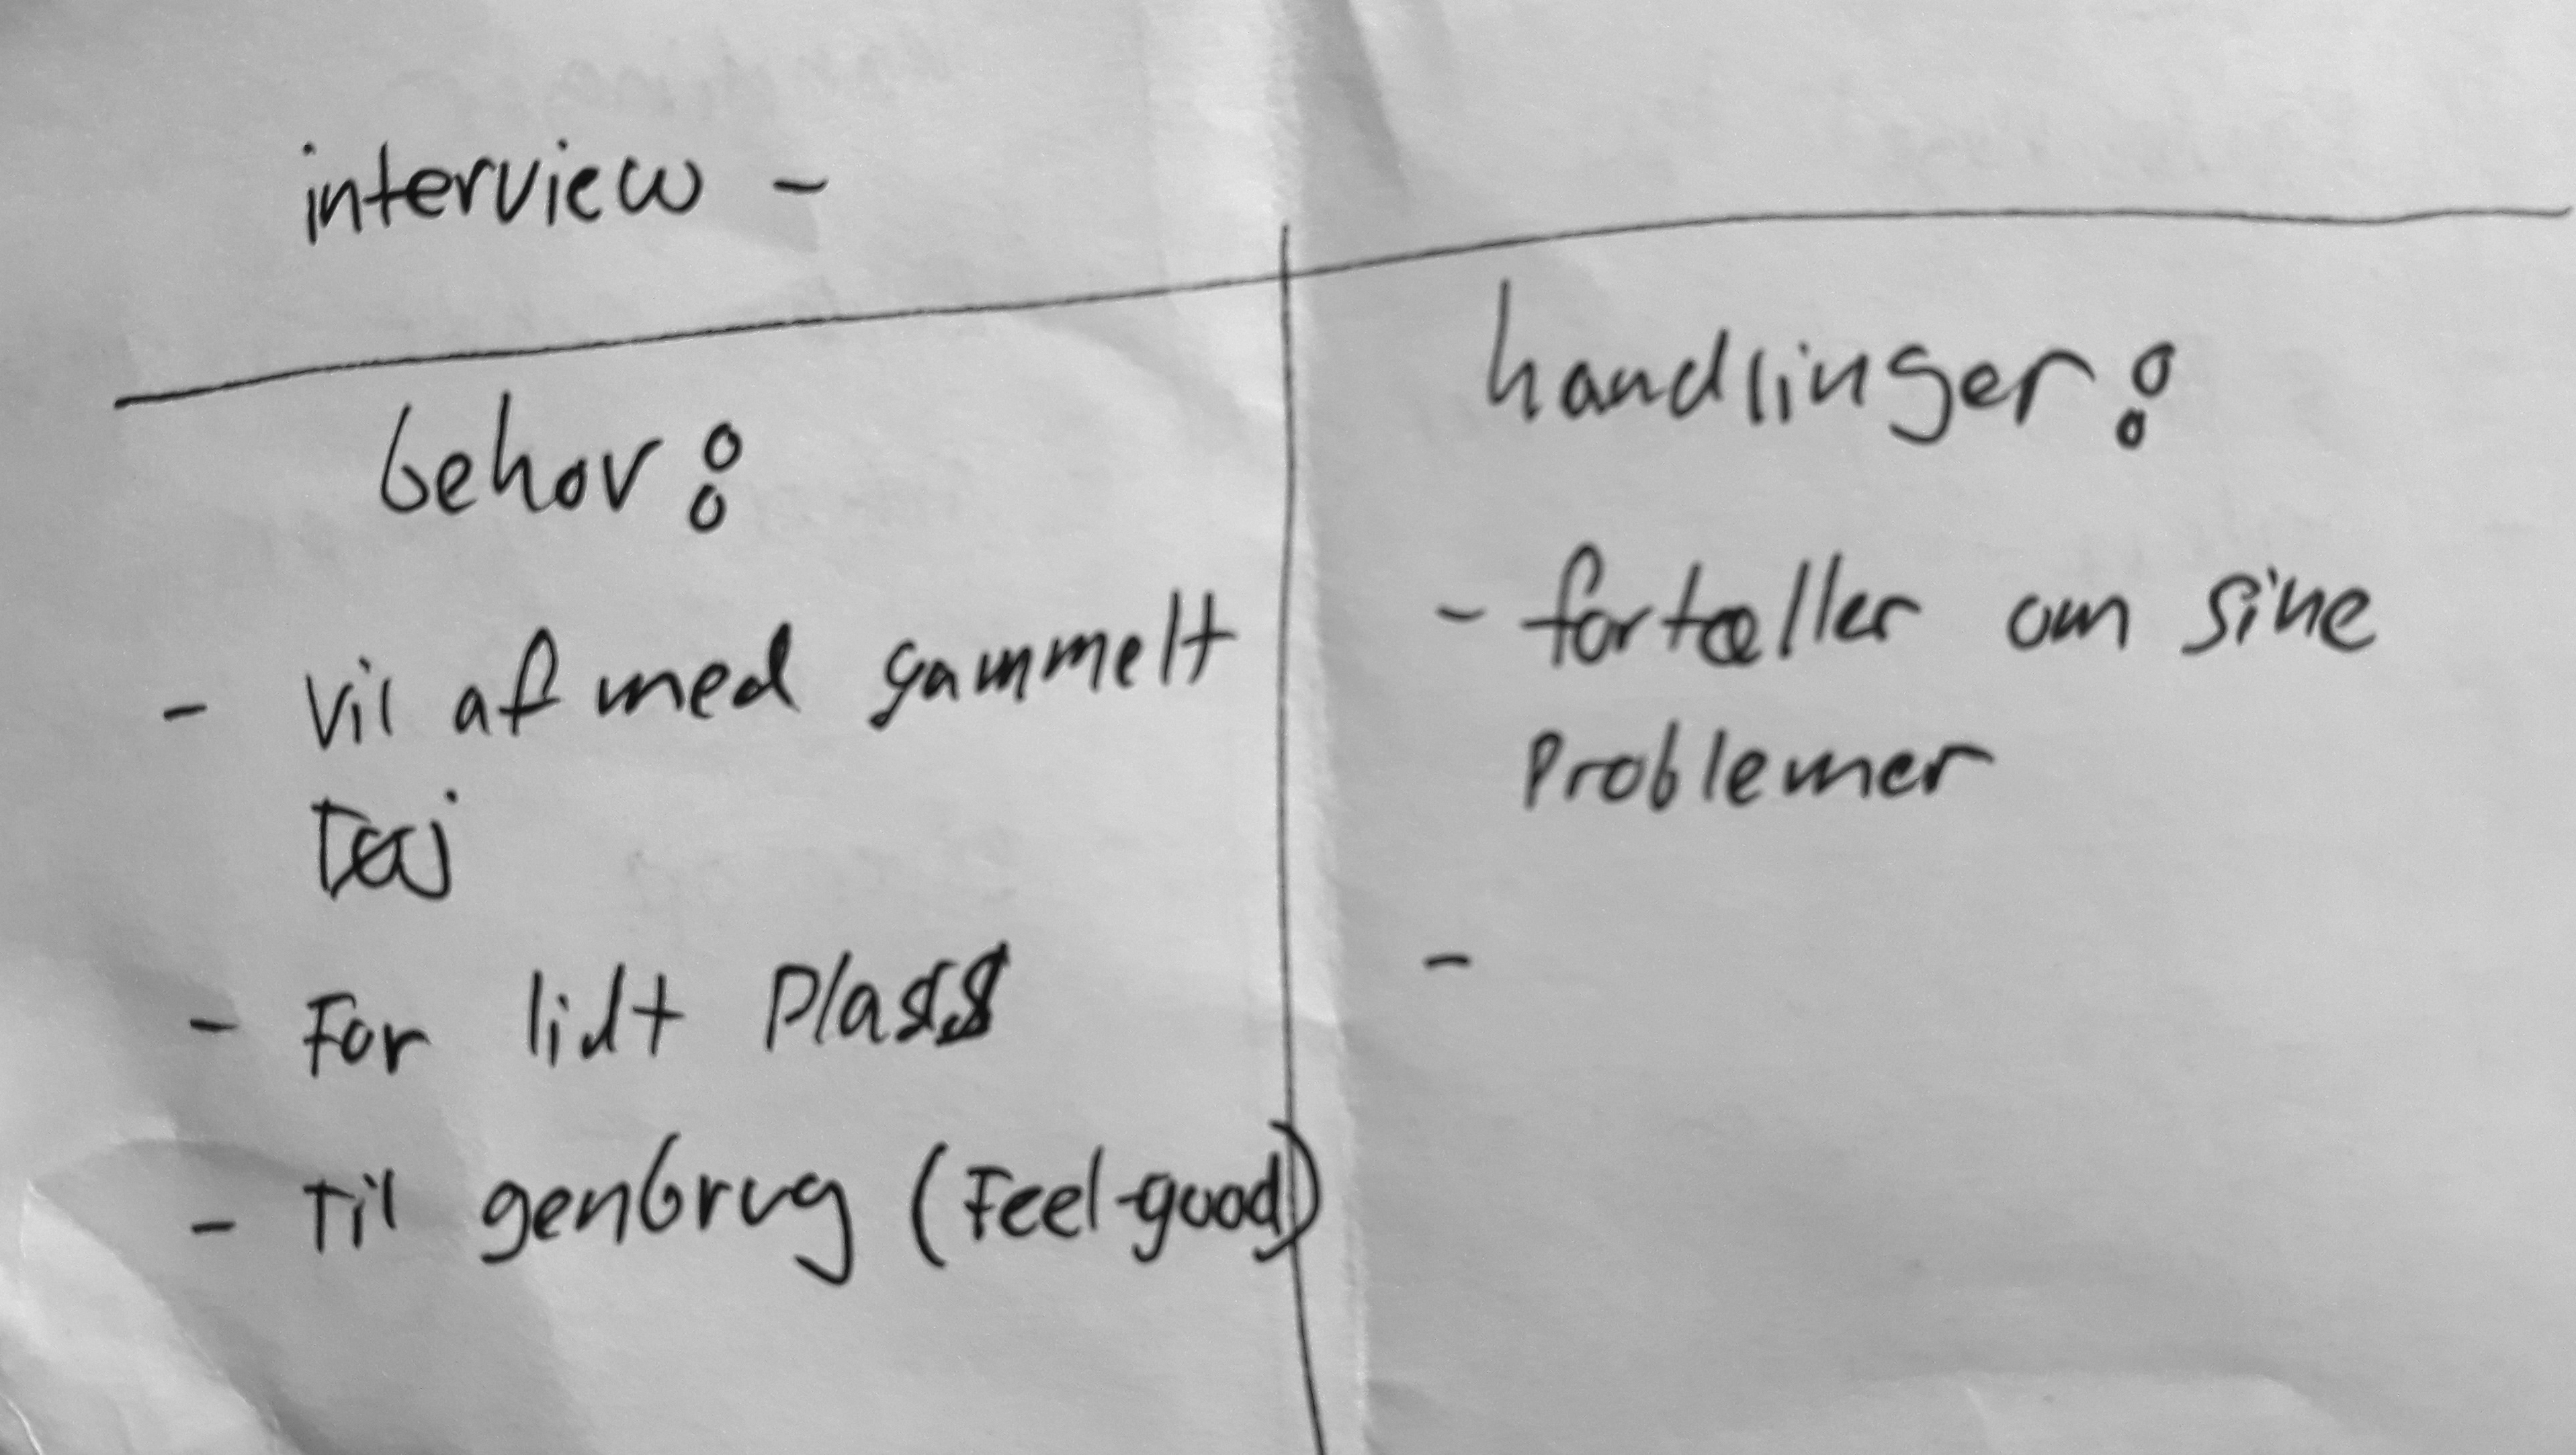 interview -
behov:
- Vil af med gammelt
tøj
- For lidt Plads
- Til genbrug (Feel-good)
handlinger:
- fortæller om sine
Problemer
-